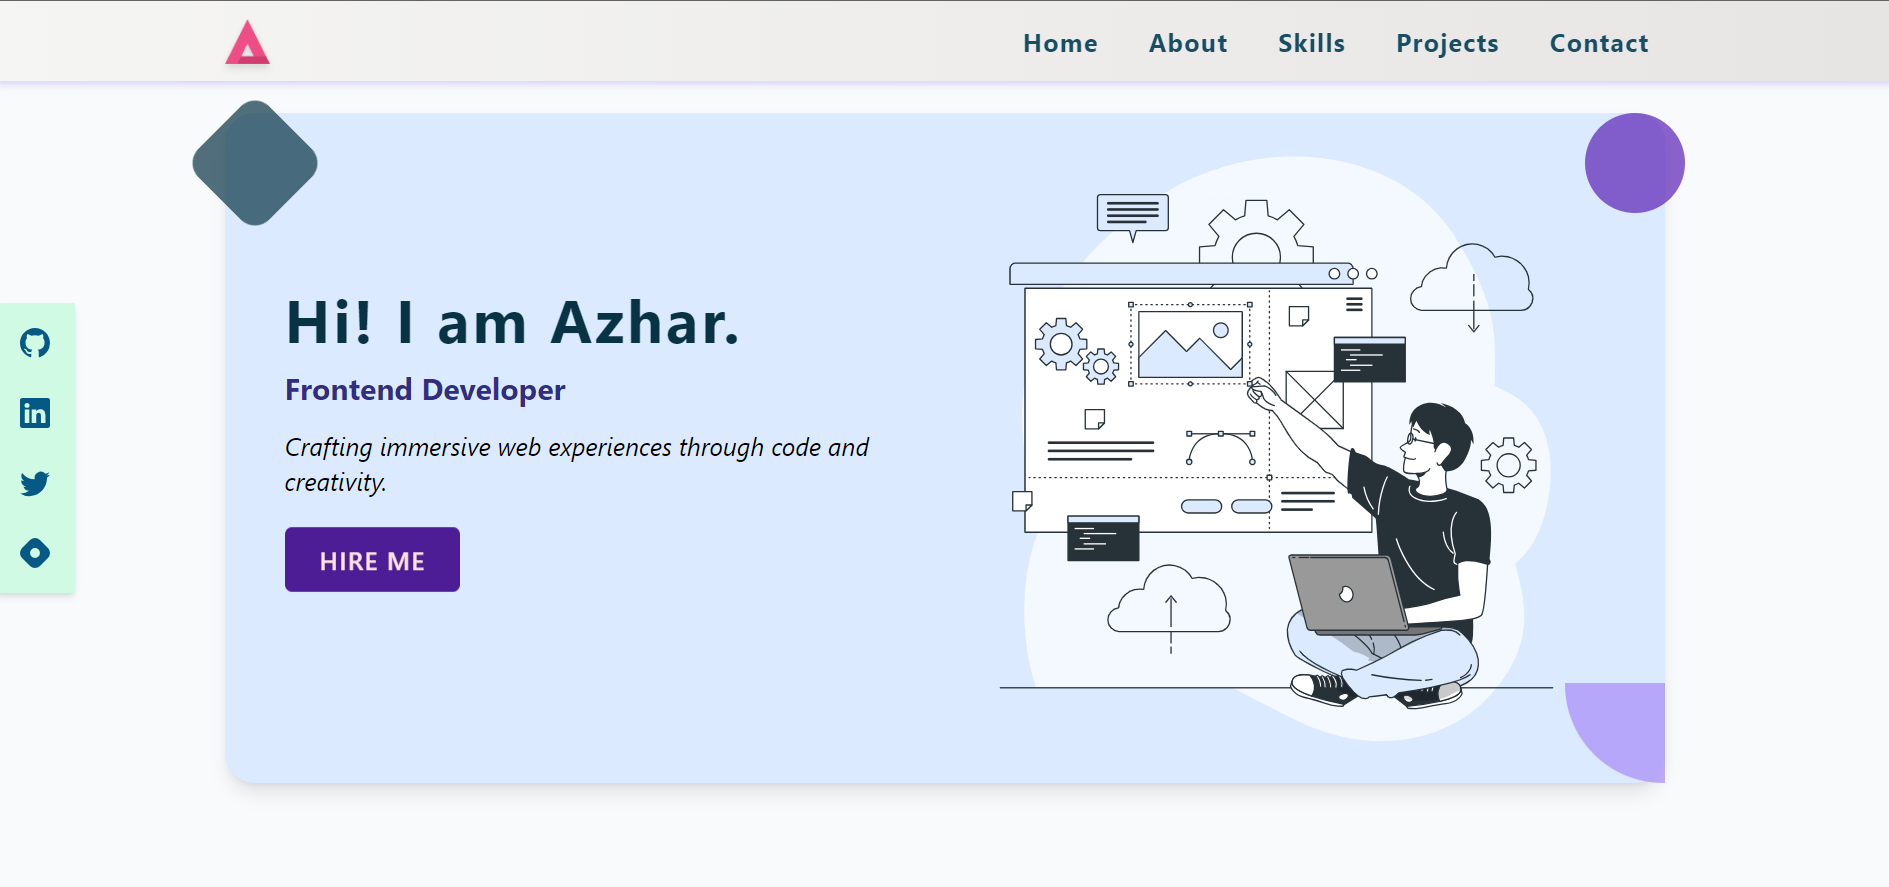 Home About Skills Projects Contact
Hi! I am Azhar.
Frontend Developer
Crafting immersive web experiences through code and
creativity.
HIRE ME